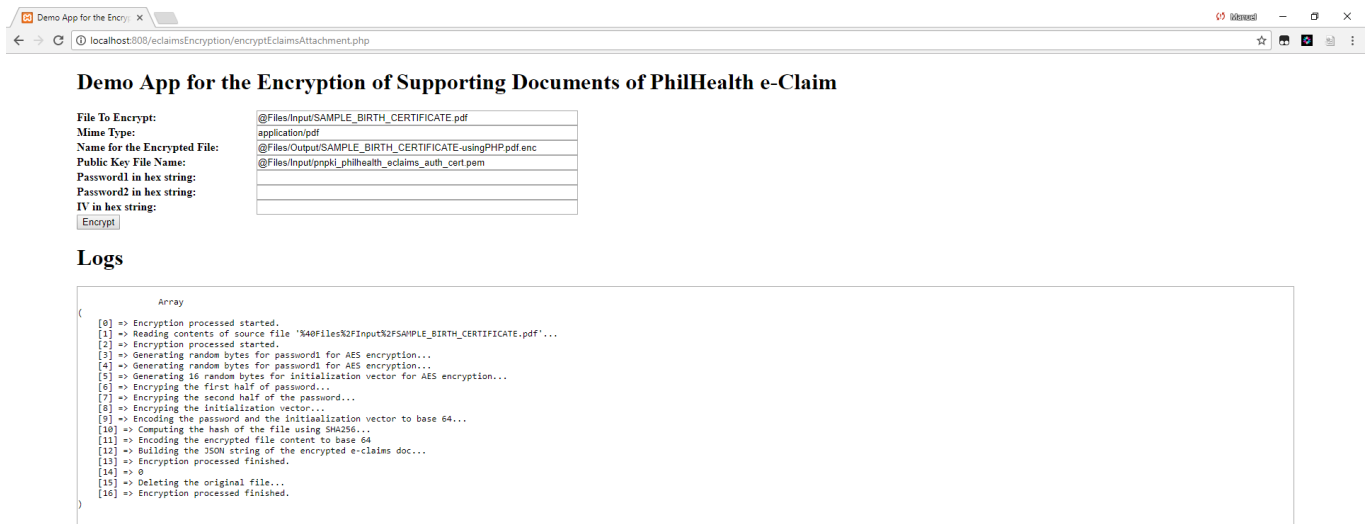 Demo App for the Encry
Manuel
localhost:808/eclaimsEncryption/encryptEclaimsAttachment.php
Demo App for the Encryption of Supporting Documents of PhilHealth e-Claim
File To Encrypt: @Files/Input/SAMPLE_BIRTH_CERTIFICATE.pdf
Mime Type: application/pdf
Name for the Encrypted File: @Files/Output/SAMPLE_BIRTH_CERTIFICATE-usingPHP.pdf.enc
Public Key File Name: @Files/Input/pnpki_philhealth_eclaims_auth_cert.pem
Password1 in hex string:
Password2 in hex string:
IV in hex string:
Encrypt
Logs
Array
(
[0] => Encryption processed started.
[1] => Reading contents of source file '%40Files%2FInput%2FSAMPLE_BIRTH_CERTIFICATE.pdf'...
[2] => Encryption processed started.
[3] => Generating random bytes for password1 for AES encryption...
[4] => Generating random bytes for password1 for AES encryption...
[5] => Generating 16 random bytes for initialization vector for AES encryption...
[6] => Encryping the first half of password...
[7] => Encryping the second half of the password...
[8] => Encryping the initialization vector...
[9] => Encoding the password and the initiaalization vector to base 64...
[10] => Computing the hash of the file using SHA256...
[11] => Encoding the encrypted file content to base 64
[12] => Building the JSON string of the encrypted e-claims doc...
[13] => Encryption processed finished.
[14] => 0
[15] => Deleting the original file...
[16] => Encryption processed finished.
)